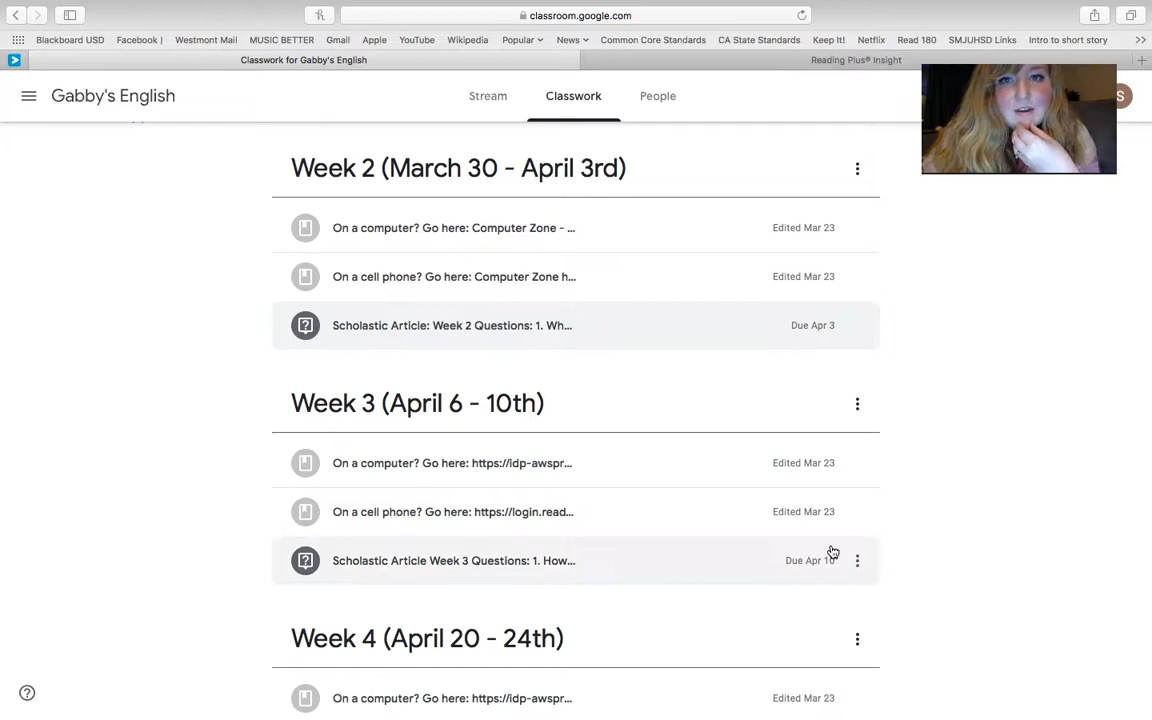 classroom.google.com
Blackboard USD Facebook | Westmont Mail MUSIC BETTER Gmail Apple YouTube Wikipedia Popular News Common Core Standards CA State Standards Keep It! Netflix Read 180 SMJUHSD Links Intro to short story
Classwork for Gabby's English Reading Plus® Insight
Gabby's English Stream Classwork People S
Week 2 (March 30 - April 3rd)
On a computer? Go here: Computer Zone - ... Edited Mar 23
On a cell phone? Go here: Computer Zone h... Edited Mar 23
Scholastic Article: Week 2 Questions: 1. Wh... Due Apr 3
Week 3 (April 6 - 10th)
On a computer? Go here: https://idp-awspr... Edited Mar 23
On a cell phone? Go here: https://login.read... Edited Mar 23
Scholastic Article Week 3 Questions: 1. How... Due Apr 10
Week 4 (April 20 - 24th)
On a computer? Go here: https://idp-awspr... Edited Mar 23